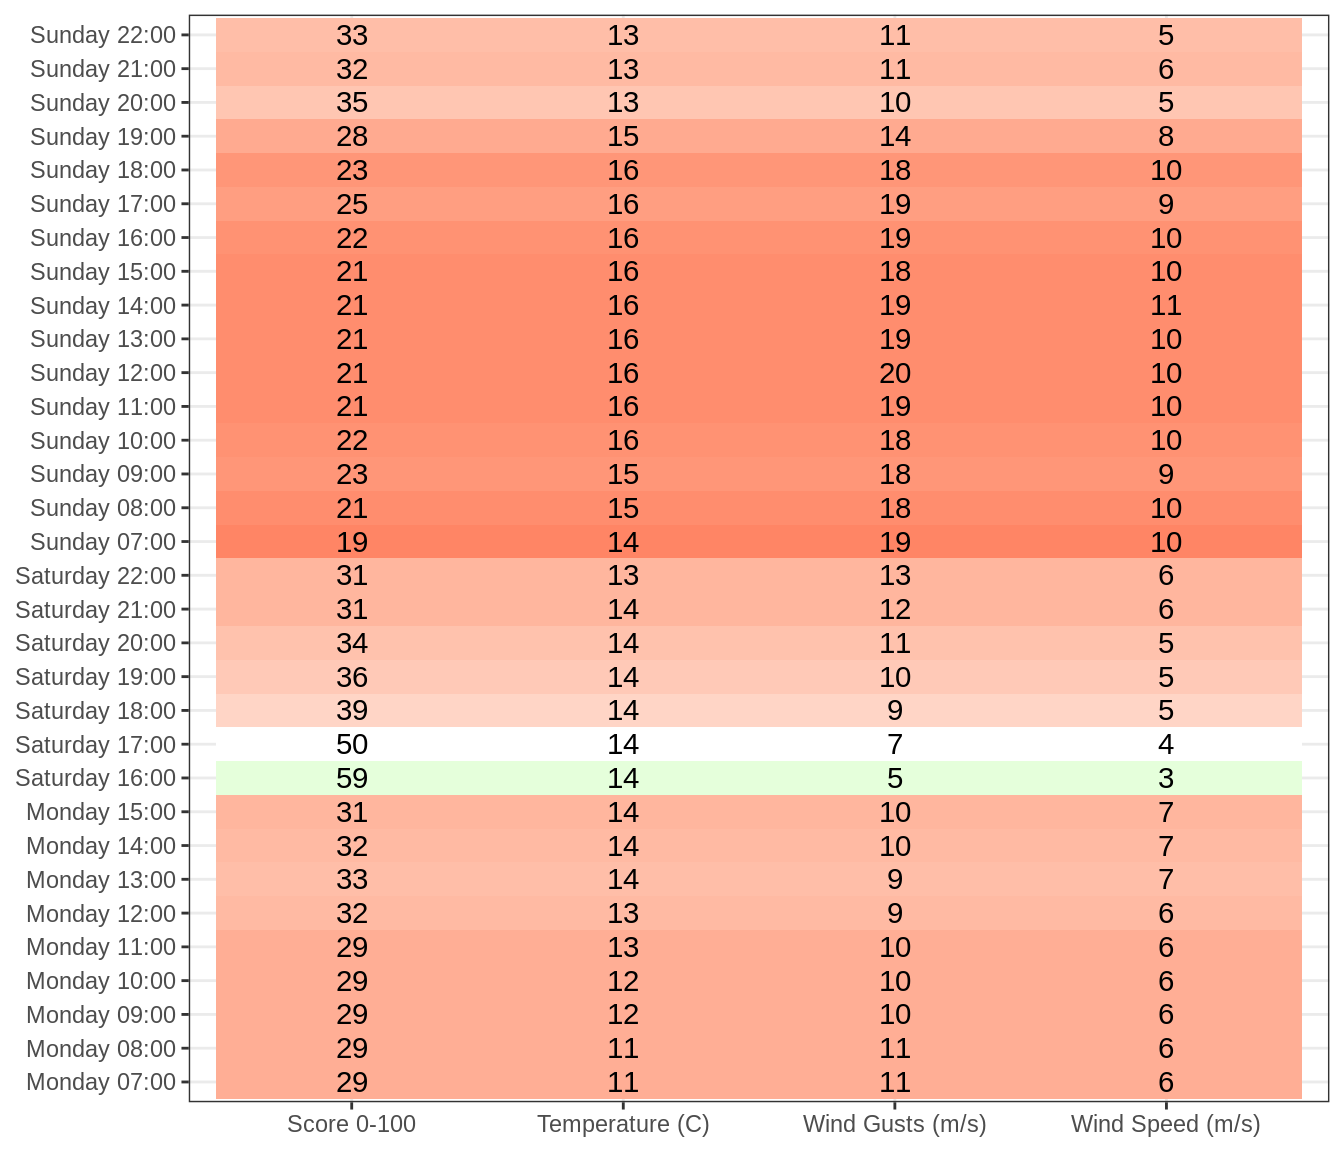 Sunday 22:00 33 13 11 5
Sunday 21:00 32 13 11 6
Sunday 20:00 35 13 10 5
Sunday 19:00 28 15 14 8
Sunday 18:00 23 16 18 10
Sunday 17:00 25 16 19 9
Sunday 16:00 22 16 19 10
Sunday 15:00 21 16 18 10
Sunday 14:00 21 16 19 11
Sunday 13:00 21 16 19 10
Sunday 12:00 21 16 20 10
Sunday 11:00 21 16 19 10
Sunday 10:00 22 16 18 10
Sunday 09:00 23 15 18 9
Sunday 08:00 21 15 18 10
Sunday 07:00 19 14 19 10
Saturday 22:00 31 13 13 6
Saturday 21:00 31 14 12 6
Saturday 20:00 34 14 11 5
Saturday 19:00 36 14 10 5
Saturday 18:00 39 14 9 5
Saturday 17:00 50 14 7 4
Saturday 16:00 59 14 5 3
Monday 15:00 31 14 10 7
Monday 14:00 32 14 10 7
Monday 13:00 33 14 9 7
Monday 12:00 32 13 9 6
Monday 11:00 29 13 10 6
Monday 10:00 29 12 10 6
Monday 09:00 29 12 10 6
Monday 08:00 29 11 11 6
Monday 07:00 29 11 11 6
Score 0-100 Temperature (C) Wind Gusts (m/s) Wind Speed (m/s)